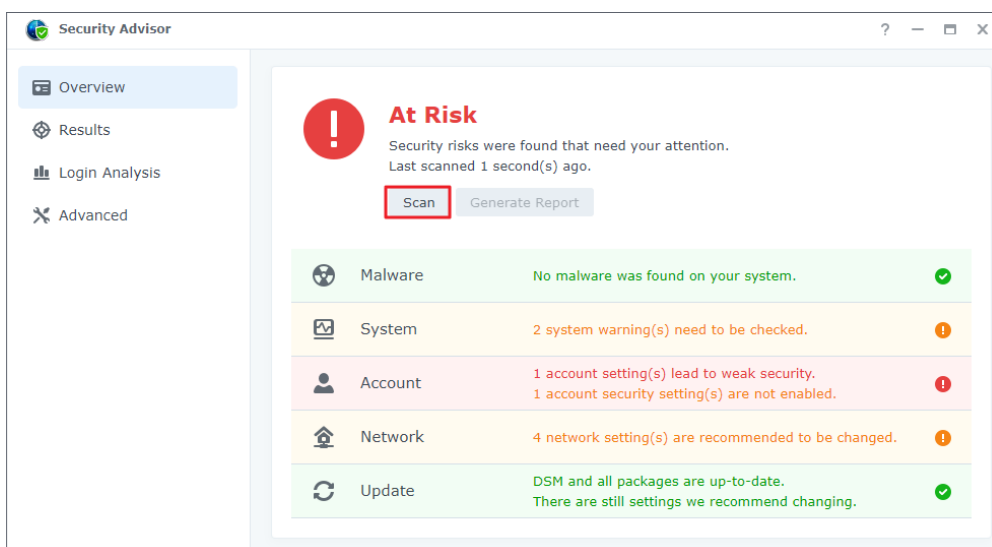 Security Advisor
?
Overview
Results
Login Analysis
Advanced
At Risk
Security risks were found that need your attention.
Last scanned 1 second(s) ago.
Scan
Generate Report
Malware
No malware was found on your system.
System
2 system warning(s) need to be checked.
Account
1 account setting(s) lead to weak security.
1 account security setting(s) are not enabled.
Network
4 network setting(s) are recommended to be changed.
Update
DSM and all packages are up-to-date.
There are still settings we recommend changing.